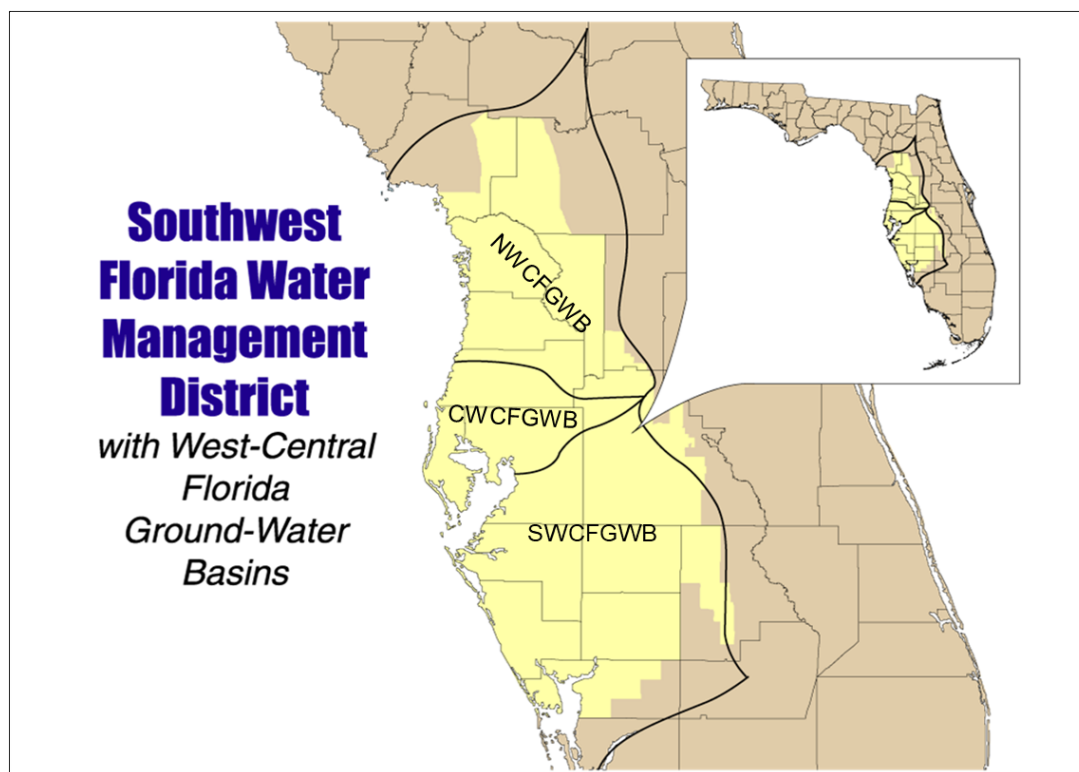 Southwest
Florida Water
Management
District
with West-Central
Florida
Ground-Water
Basins
NWCFGWB
CWCFGWB
SWCFGWB